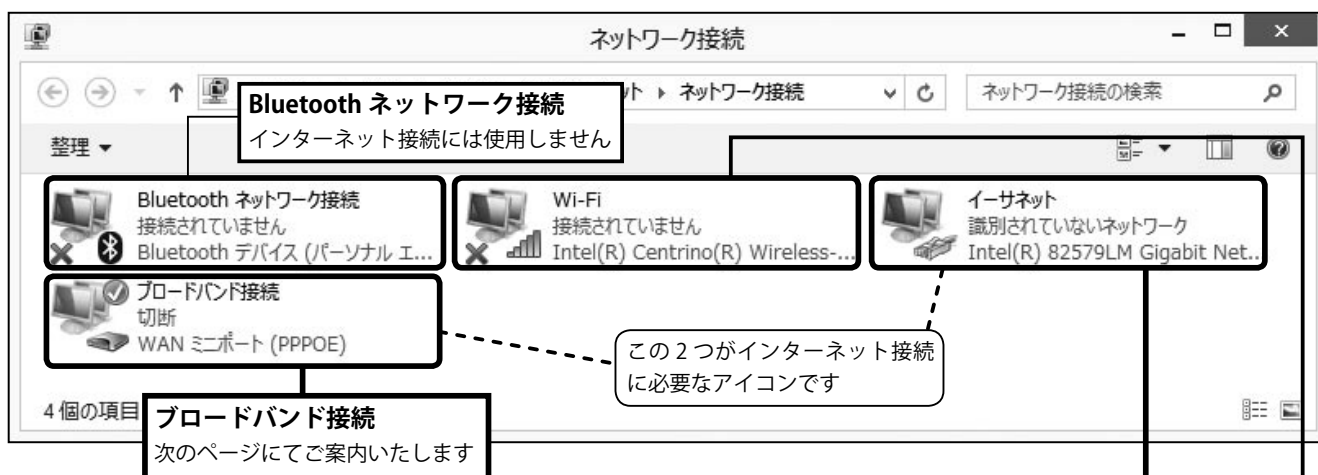 ネットワーク接続
ット ▸ ネットワーク接続
ネットワーク接続の検索
Bluetooth ネットワーク接続
インターネット接続には使用しません
整理 ▼
Bluetooth ネットワーク接続
接続されていません
Bluetooth デバイス (パーソナル エ...
Wi-Fi
接続されていません
Intel(R) Centrino(R) Wireless-...
イーサネット
識別されていないネットワーク
Intel(R) 82579LM Gigabit Net...
ブロードバンド接続
切断
WAN ミニポート (PPPOE)
この 2 つがインターネット接続
に必要なアイコンです
4 個の項目
ブロードバンド接続
次のページにてご案内いたします